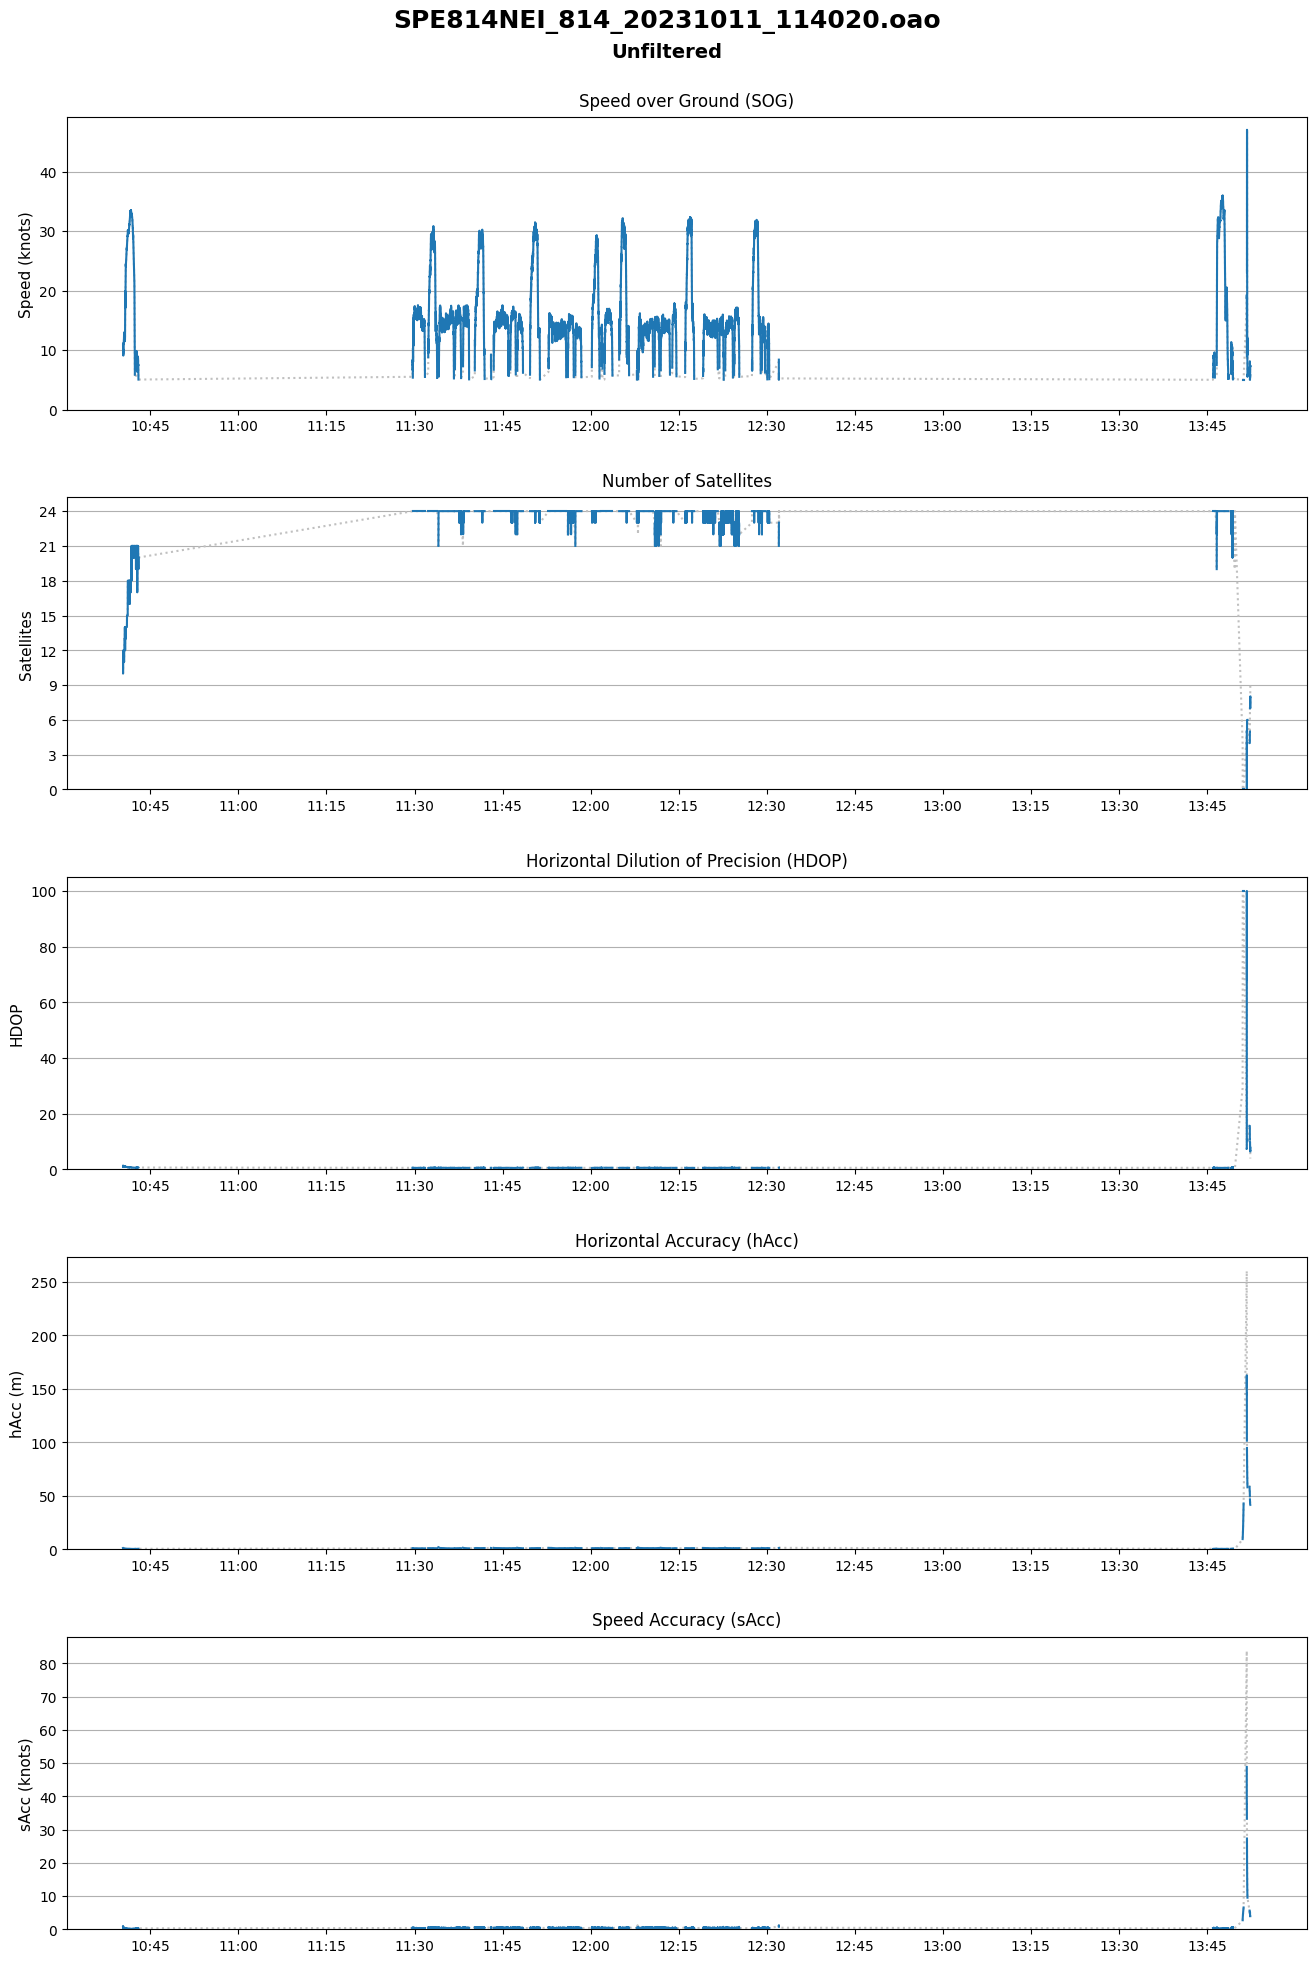 SPE814NEI_814_20231011_114020.oao
Unfiltered
Speed over Ground (SOG)
Speed (knots)
40
30
20
10
0
10:45 11:00 11:15 11:30 11:45 12:00 12:15 12:30 12:45 13:00 13:15 13:30 13:45
Number of Satellites
Satellites
24
21
18
15
12
9
6
3
0
10:45 11:00 11:15 11:30 11:45 12:00 12:15 12:30 12:45 13:00 13:15 13:30 13:45
Horizontal Dilution of Precision (HDOP)
HDOP
100
80
60
40
20
0
10:45 11:00 11:15 11:30 11:45 12:00 12:15 12:30 12:45 13:00 13:15 13:30 13:45
Horizontal Accuracy (hAcc)
hAcc (m)
250
200
150
100
50
0
10:45 11:00 11:15 11:30 11:45 12:00 12:15 12:30 12:45 13:00 13:15 13:30 13:45
Speed Accuracy (sAcc)
sAcc (knots)
80
70
60
50
40
30
20
10
0
10:45 11:00 11:15 11:30 11:45 12:00 12:15 12:30 12:45 13:00 13:15 13:30 13:45